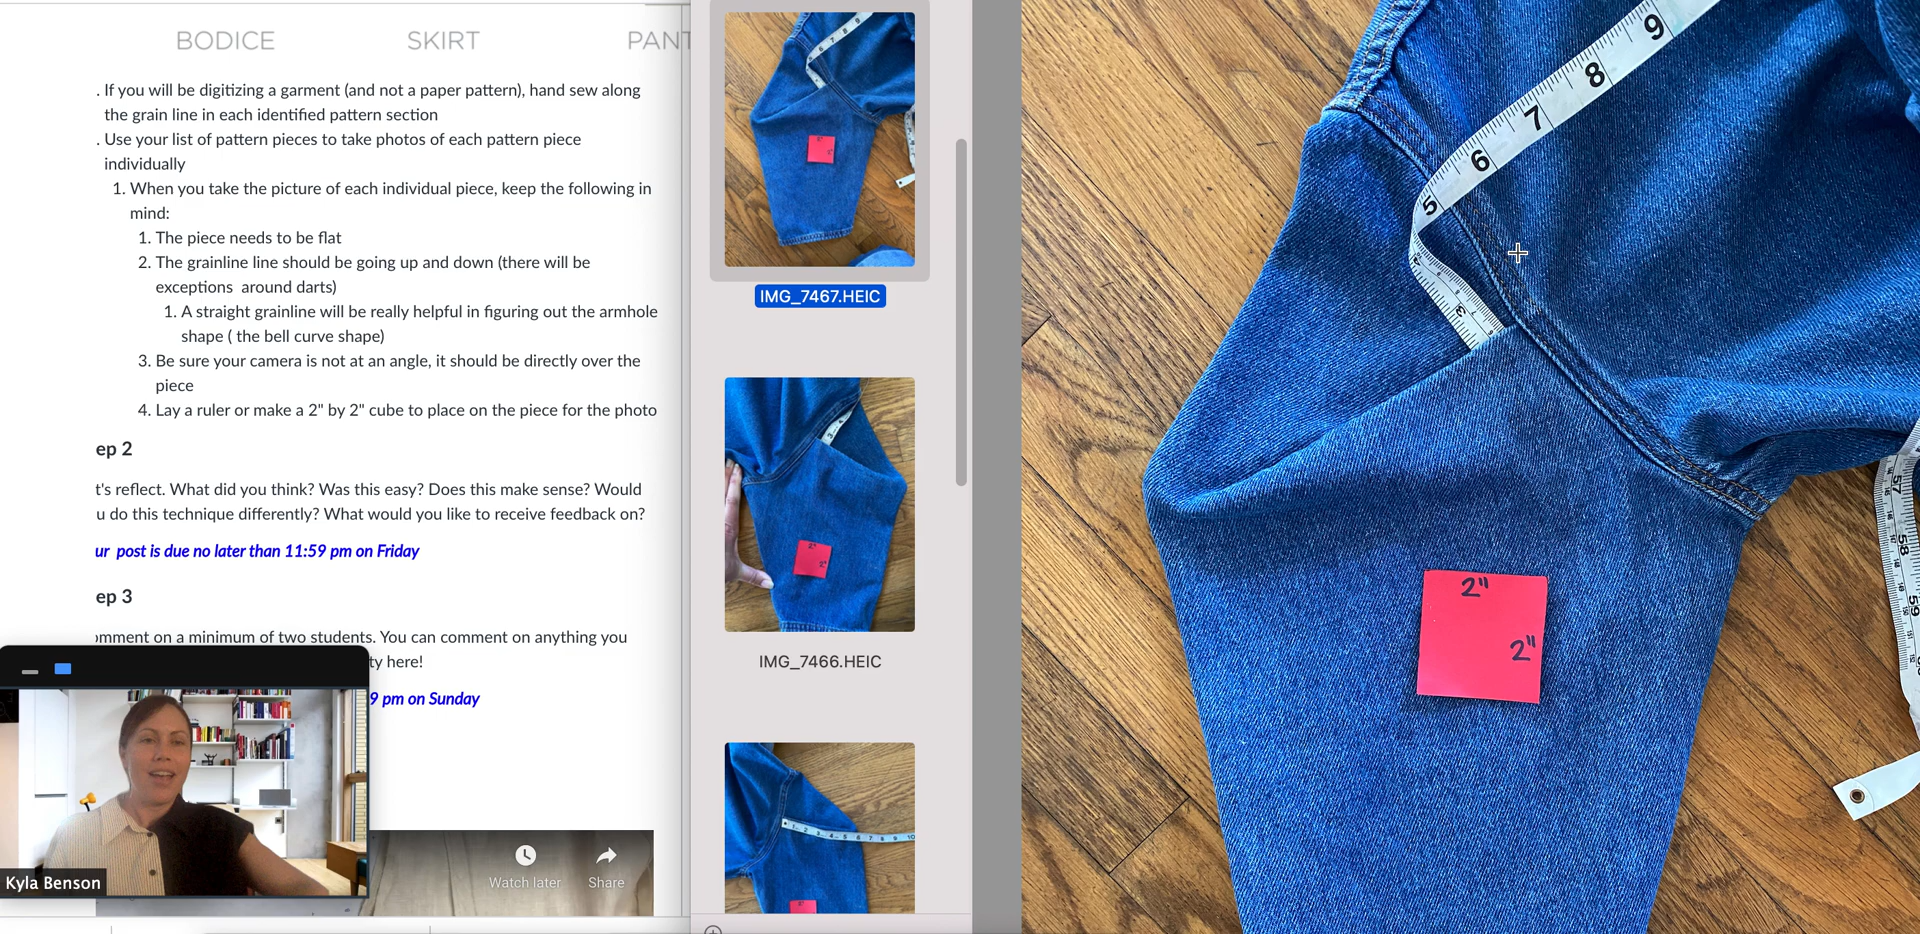 BODICE
SKIRT
PANT
. If you will be digitizing a garment (and not a paper pattern), hand sew along
the grain line in each identified pattern section
. Use your list of pattern pieces to take photos of each pattern piece
individually
1. When you take the picture of each individual piece, keep the following in
mind:
1. The piece needs to be flat
2. The grainline line should be going up and down (there will be
exceptions around darts)
1. A straight grainline will be really helpful in figuring out the armhole
shape ( the bell curve shape)
3. Be sure your camera is not at an angle, it should be directly over the
piece
4. Lay a ruler or make a 2" by 2" cube to place on the piece for the photo
ep 2
t's reflect. What did you think? Was this easy? Does this make sense? Would
u do this technique differently? What would you like to receive feedback on?
ur post is due no later than 11:59 pm on Friday
ep 3
omment on a minimum of two students. You can comment on anything you
ty here!
9 pm on Sunday
Kyla Benson
Watch later
Share
IMG_7467.HEIC
IMG_7466.HEIC
9
8
7
6
5
3
2"
2"
57
58
59